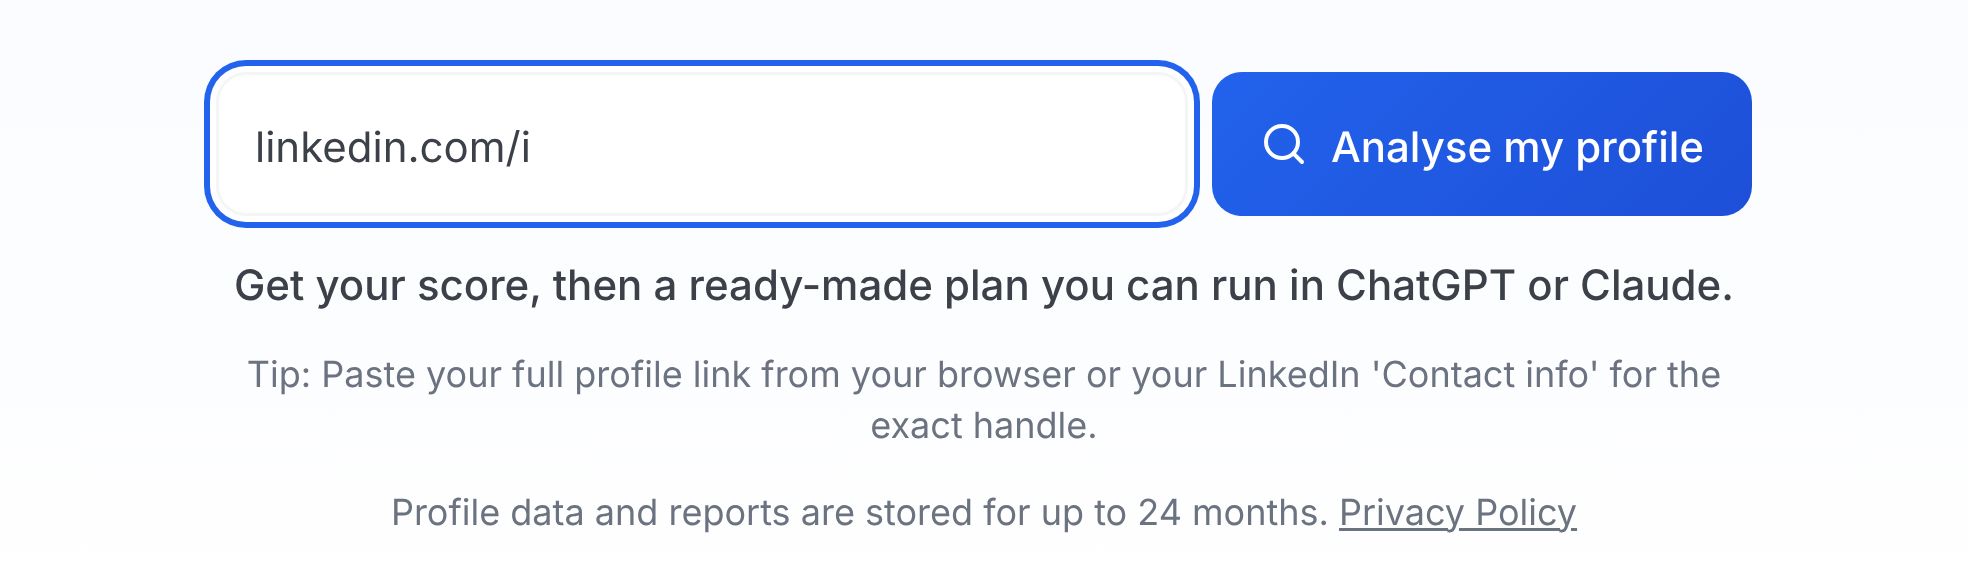 linkedin.com/i
Analyse my profile
Get your score, then a ready-made plan you can run in ChatGPT or Claude.
Tip: Paste your full profile link from your browser or your LinkedIn 'Contact info' for the
exact handle.
Profile data and reports are stored for up to 24 months. Privacy Policy